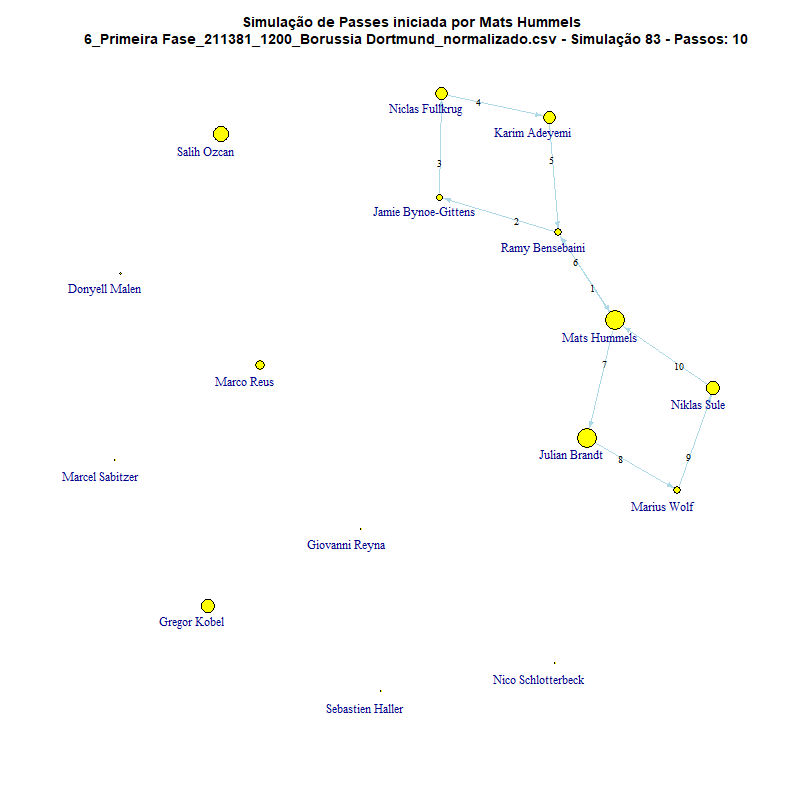 Simulação de Passes iniciada por Mats Hummels
6_Primeira Fase_211381_1200_Borussia Dortmund_normalizado.csv - Simulação 83 - Passos: 10
Niclas Fullkrug
4
Karim Adeyemi
Salih Ozcan
3
5
Jamie Bynoe-Gittens
2
Ramy Bensebaini
6
Donyell Malen
1
Mats Hummels
7
10
Marco Reus
Niklas Sule
Julian Brandt
8
9
Marcel Sabitzer
Marius Wolf
Giovanni Reyna
Gregor Kobel
Nico Schlotterbeck
Sebastien Haller